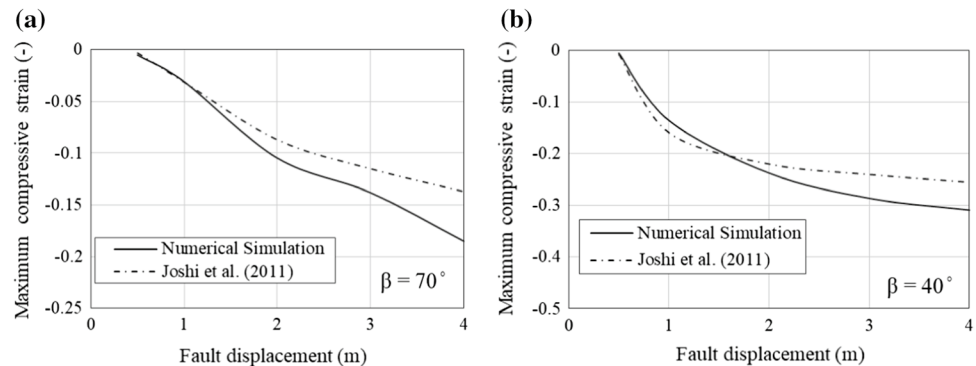 (a)
Maximum compressive strain (-)
0
-0.05
-0.1
-0.15
-0.2
-0.25
0 1 2 3 4
Fault displacement (m)
Numerical Simulation
Joshi et al. (2011)
β = 70°
(b)
Maximum compressive strain (-)
0
-0.1
-0.2
-0.3
-0.4
-0.5
0 1 2 3 4
Fault displacement (m)
Numerical Simulation
Joshi et al. (2011)
β = 40°